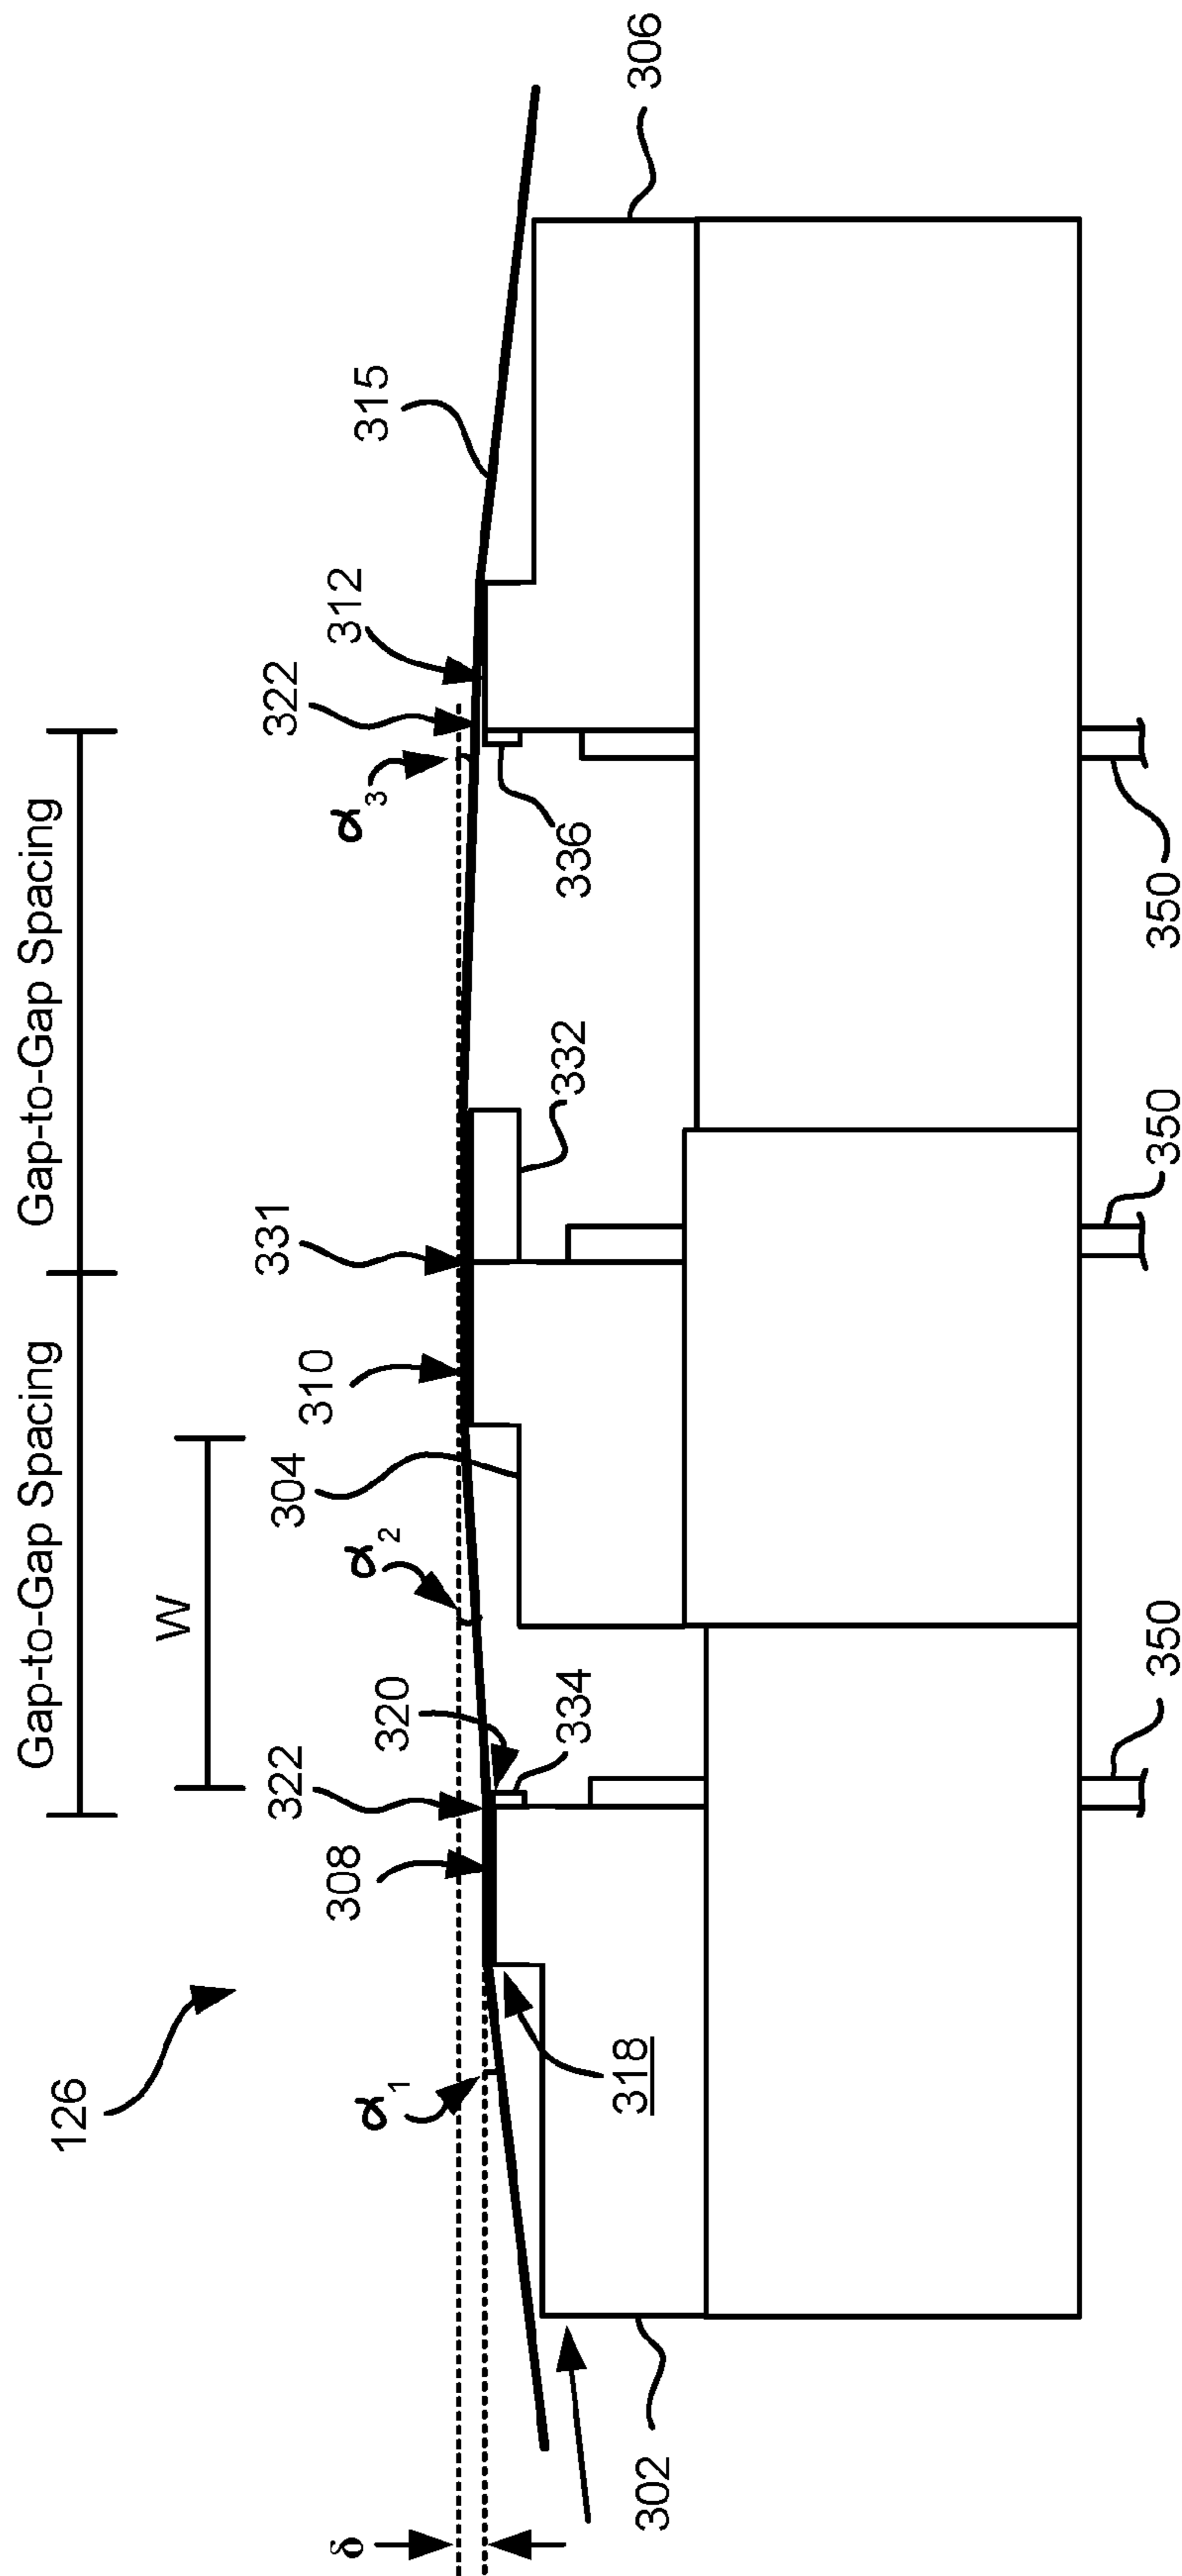 Gap-to-Gap Spacing
Gap-to-Gap Spacing
W
126
δ
α1
308
322
320
334
α2
304
310
331
332
α3
322
312
336
315
306
318
302
350
350
350